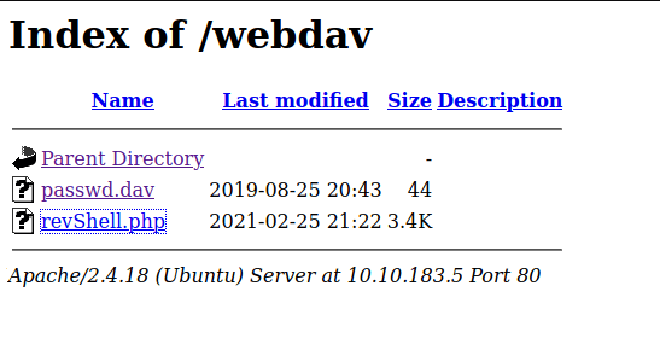 Index of /webdav
Name Last modified Size Description
Parent Directory -
passwd.dav 2019-08-25 20:43 44
revShell.php 2021-02-25 21:22 3.4K
Apache/2.4.18 (Ubuntu) Server at 10.10.183.5 Port 80